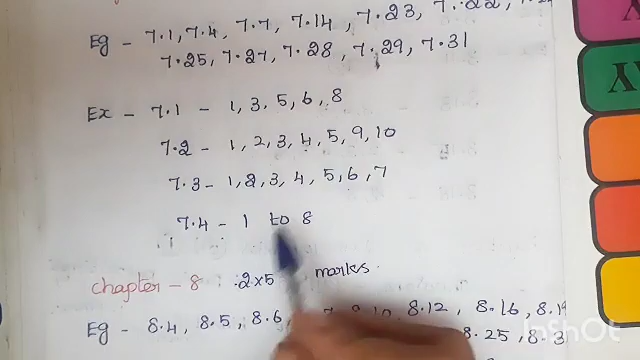 Eg - 7.1, 7.4, 7.7, 7.14, 7.23,
7.25, 7.27, 7.28, 7.29, 7.31
Ex - 7.1 - 1, 3, 5, 6, 8
7.2 - 1, 2, 3, 4, 5, 9, 10
7.3 - 1, 2, 3, 4, 5, 6, 7
7.4 - 1 to 8
chapter - 8 2x5 marks.
Eg - 8.4, 8.5, 8.6, 8.12, 8.16,
8.25,
InShot